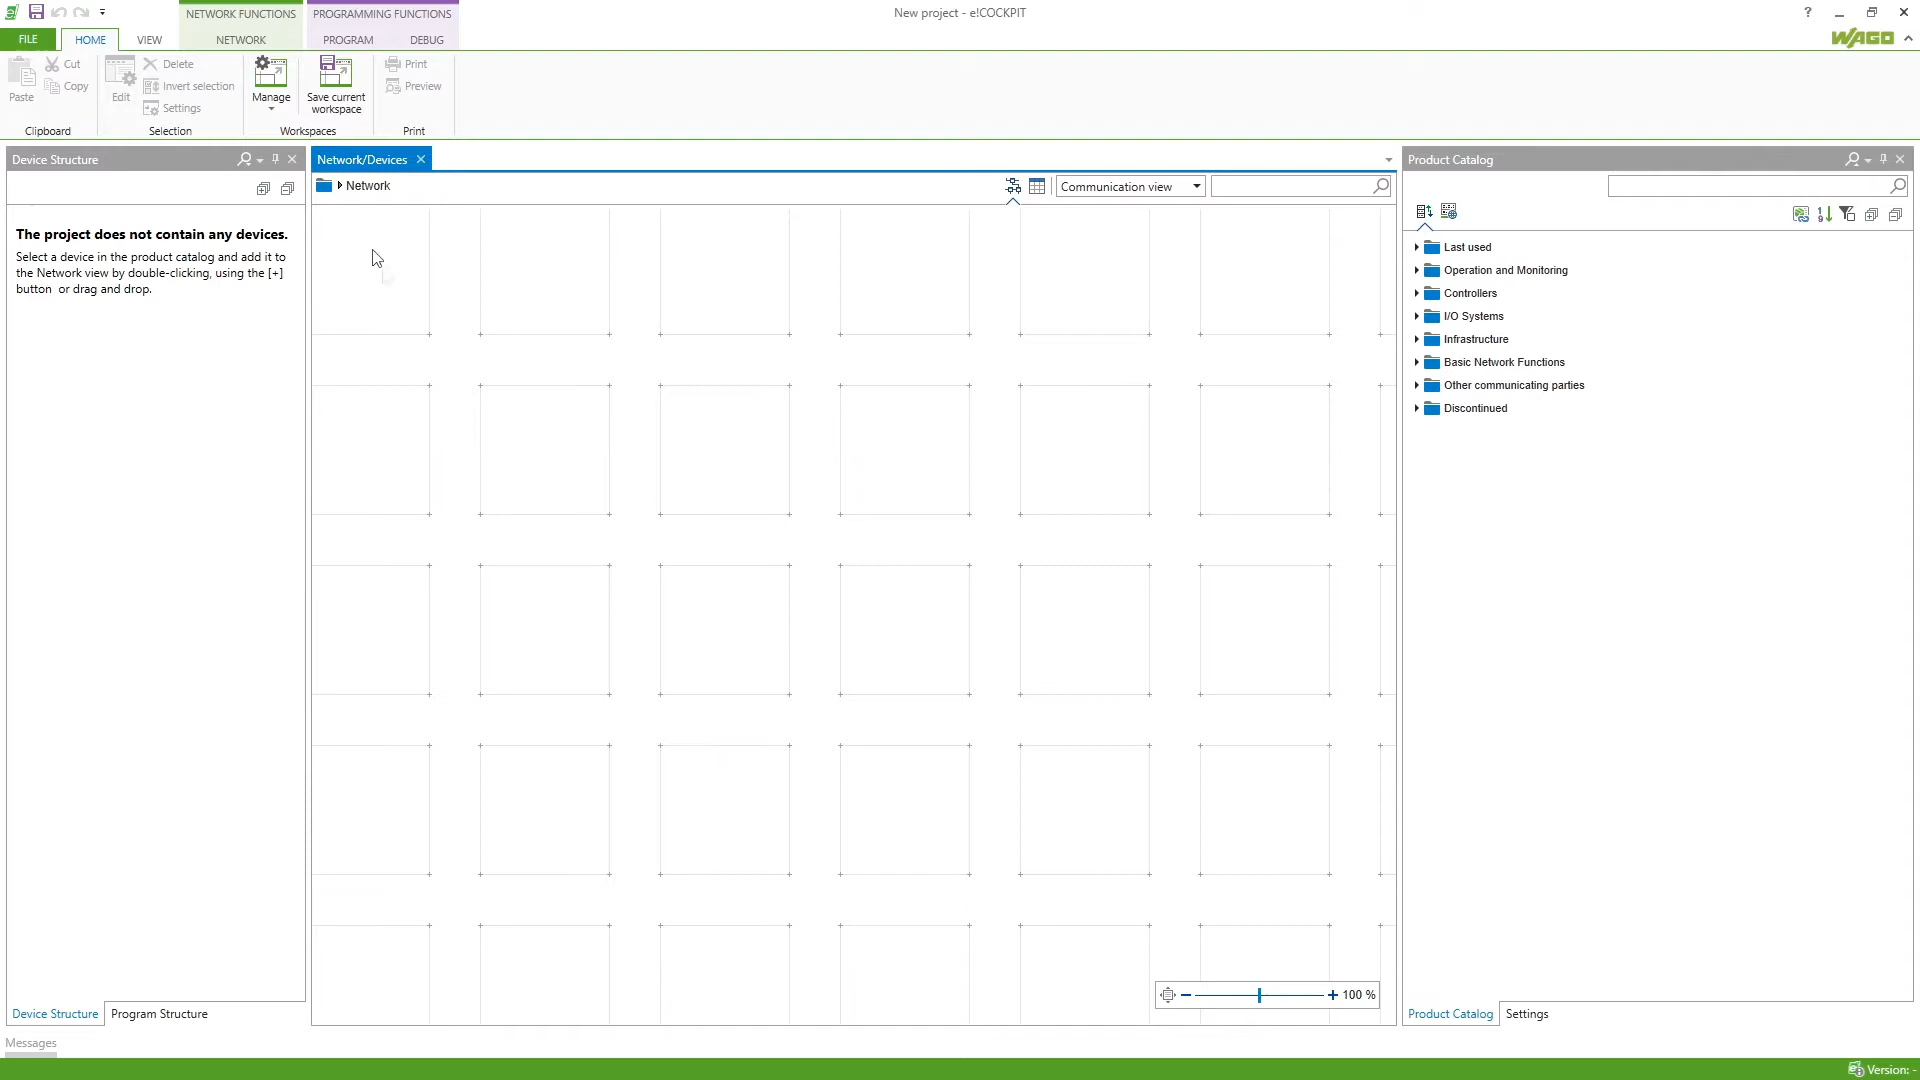 NETWORK FUNCTIONS
PROGRAMMING FUNCTIONS
New project - e!COCKPIT
?
FILE
HOME
VIEW
NETWORK
PROGRAM
DEBUG
WAGO
Paste
Cut
Copy
Clipboard
Edit
Delete
Invert selection
Settings
Selection
Manage
Save current
workspace
Workspaces
Print
Preview
Print
Device Structure
The project does not contain any devices.
Select a device in the product catalog and add it to
the Network view by double-clicking, using the [+]
button or drag and drop.
Device Structure
Program Structure
Network/Devices
Network
Communication view
100 %
Product Catalog
Last used
Operation and Monitoring
Controllers
I/O Systems
Infrastructure
Basic Network Functions
Other communicating parties
Discontinued
Product Catalog
Settings
Messages
Version: -